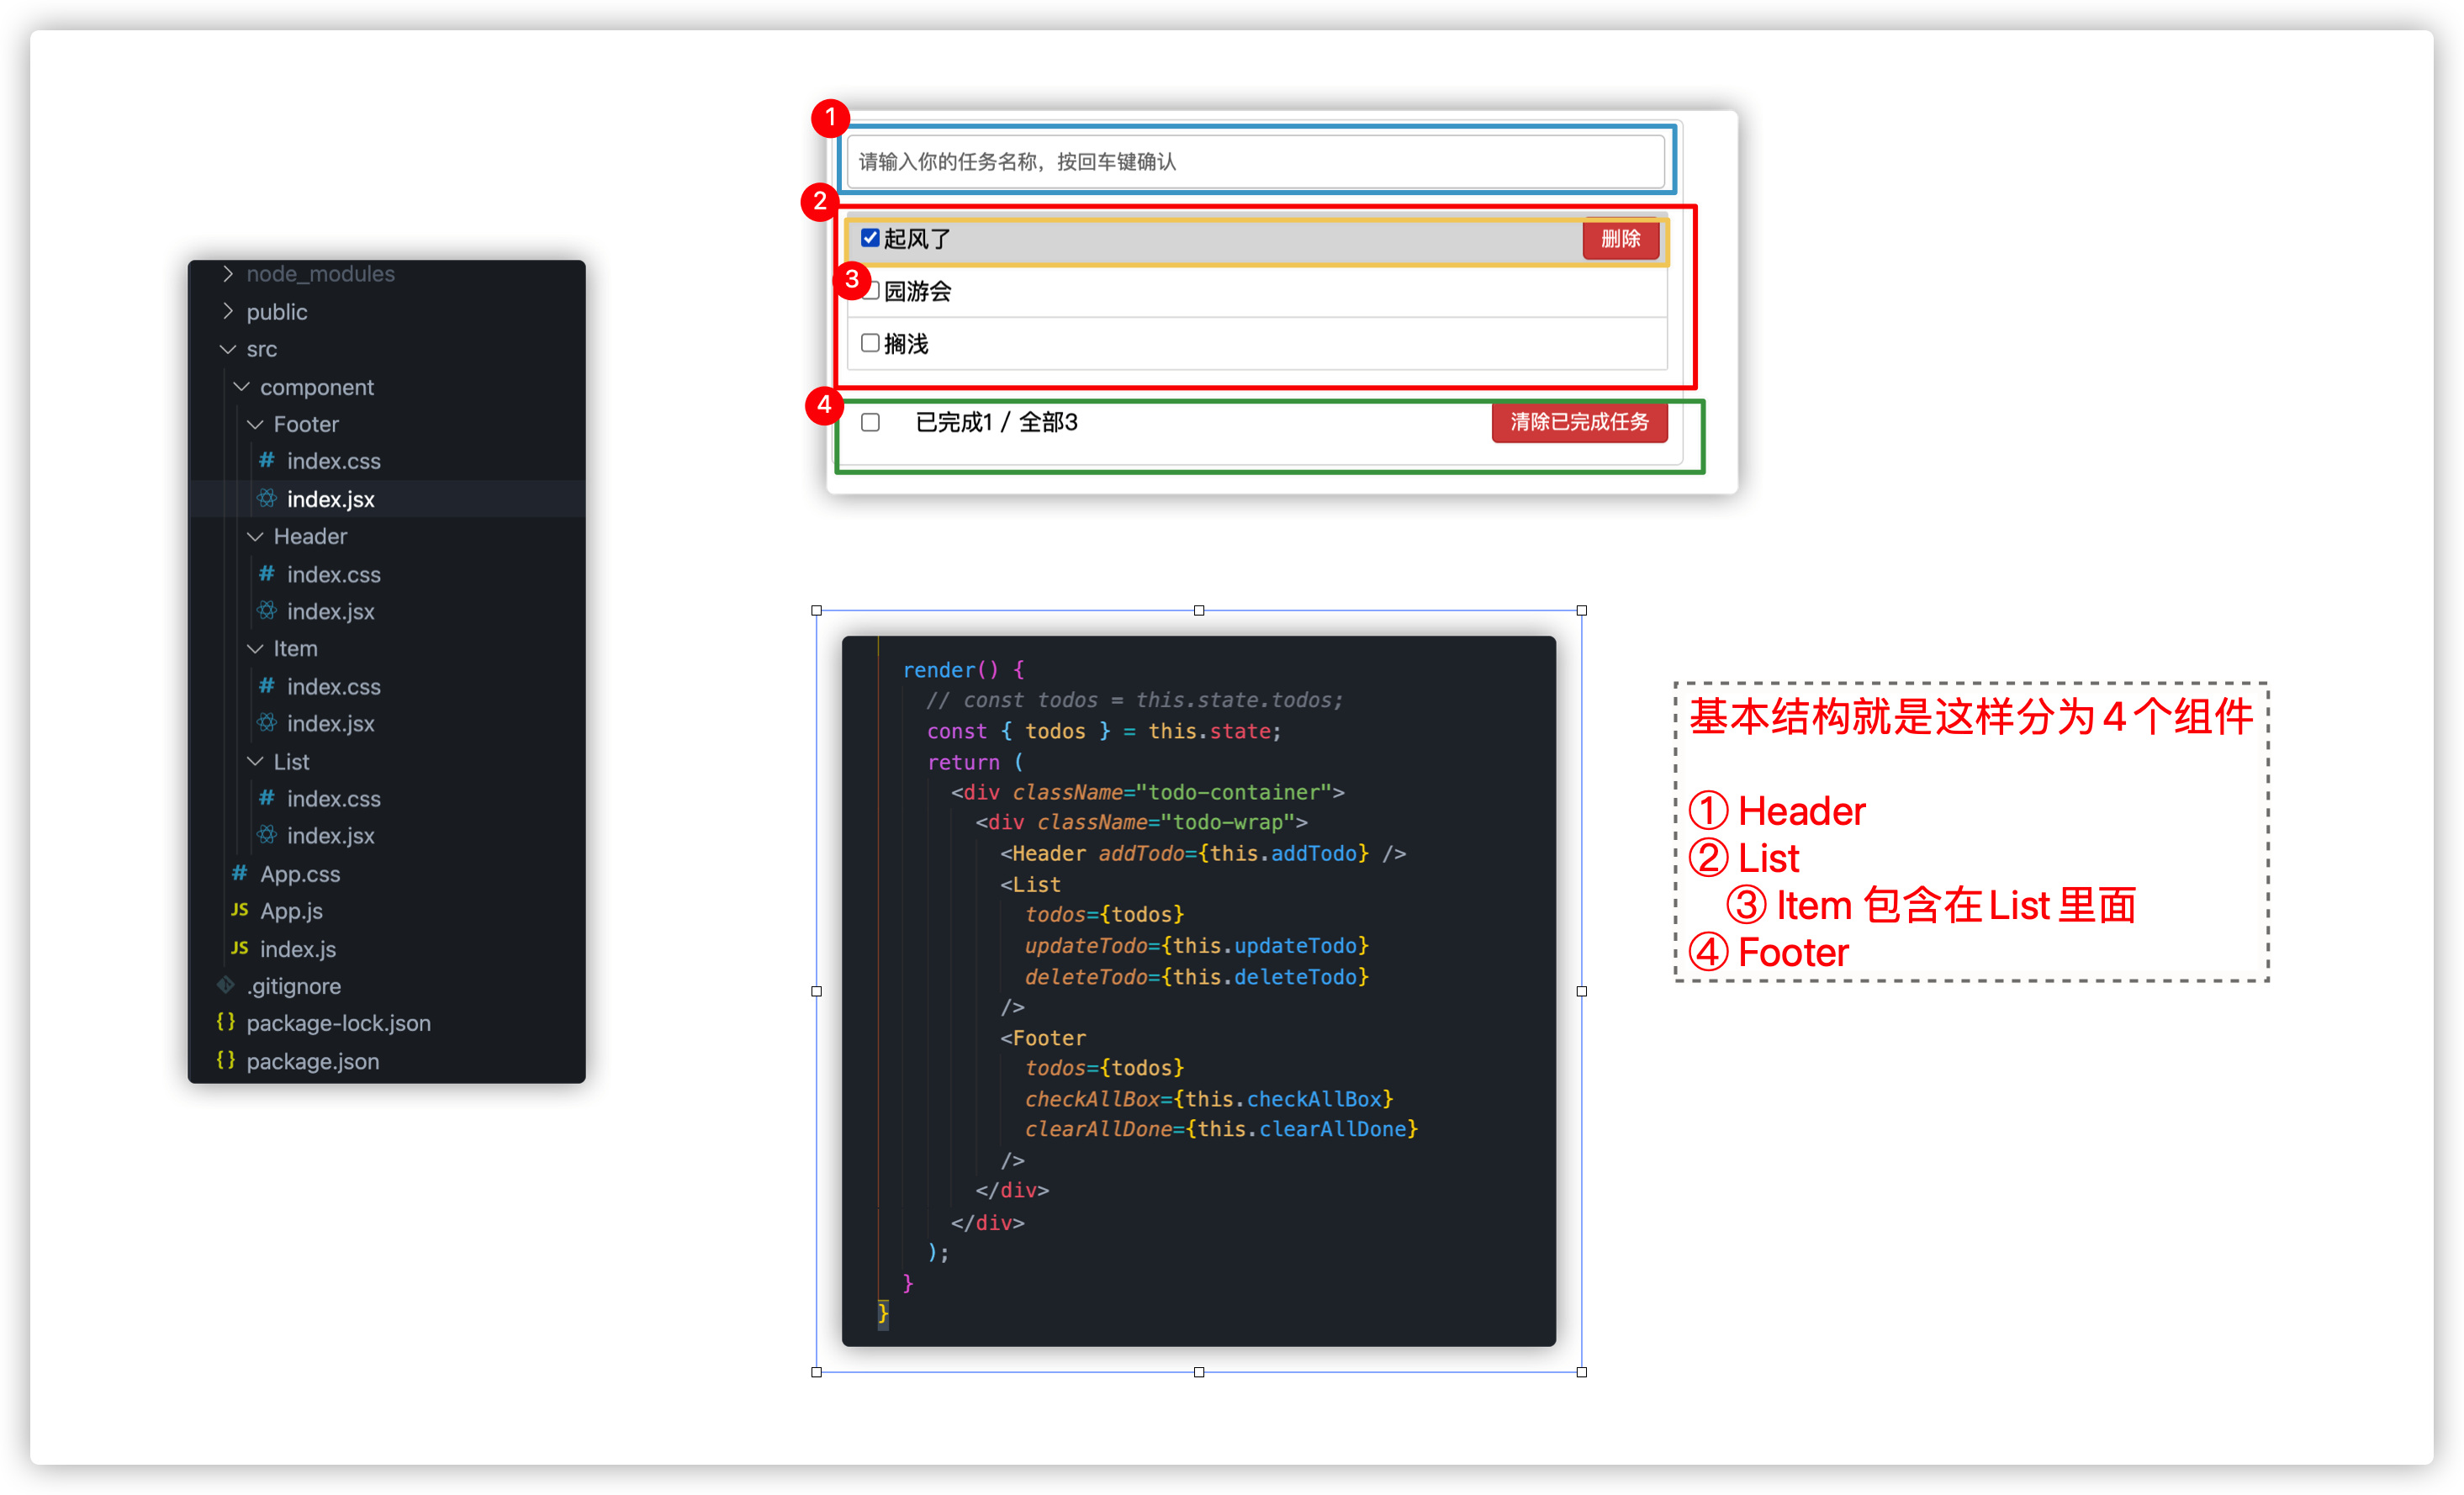 node_modules
public
src
component
Footer
# index.css
index.jsx
Header
# index.css
index.jsx
Item
# index.css
index.jsx
List
# index.css
index.jsx
# App.css
JS App.js
JS index.js
.gitignore
{} package-lock.json
{} package.json
1
请输入你的任务名称，按回车键确认
2
起风了 删除
3
园游会
搁浅
4
已完成1 / 全部3 清除已完成任务
render() {
// const todos = this.state.todos;
const { todos } = this.state;
return (
<div className="todo-container">
<div className="todo-wrap">
<Header addTodo={this.addTodo} />
<List
todos={todos}
updateTodo={this.updateTodo}
deleteTodo={this.deleteTodo}
/>
<Footer
todos={todos}
checkAllBox={this.checkAllBox}
clearAllDone={this.clearAllDone}
/>
</div>
</div>
);
}
}
基本结构就是这样分为4个组件
① Header
② List
③ Item 包含在List里面
④ Footer